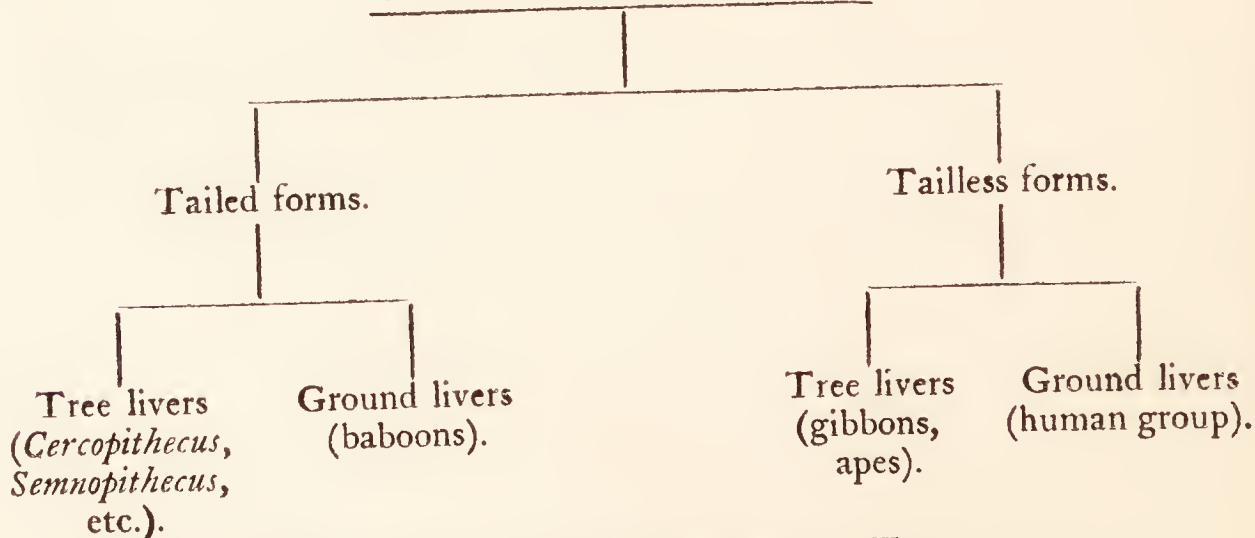 Tailed forms.
Tailless forms.
Tree livers
(Cercopithecus,
Semnopithecus,
etc.).
Ground livers
(baboons).
Tree livers
(gibbons,
apes).
Ground livers
(human group).